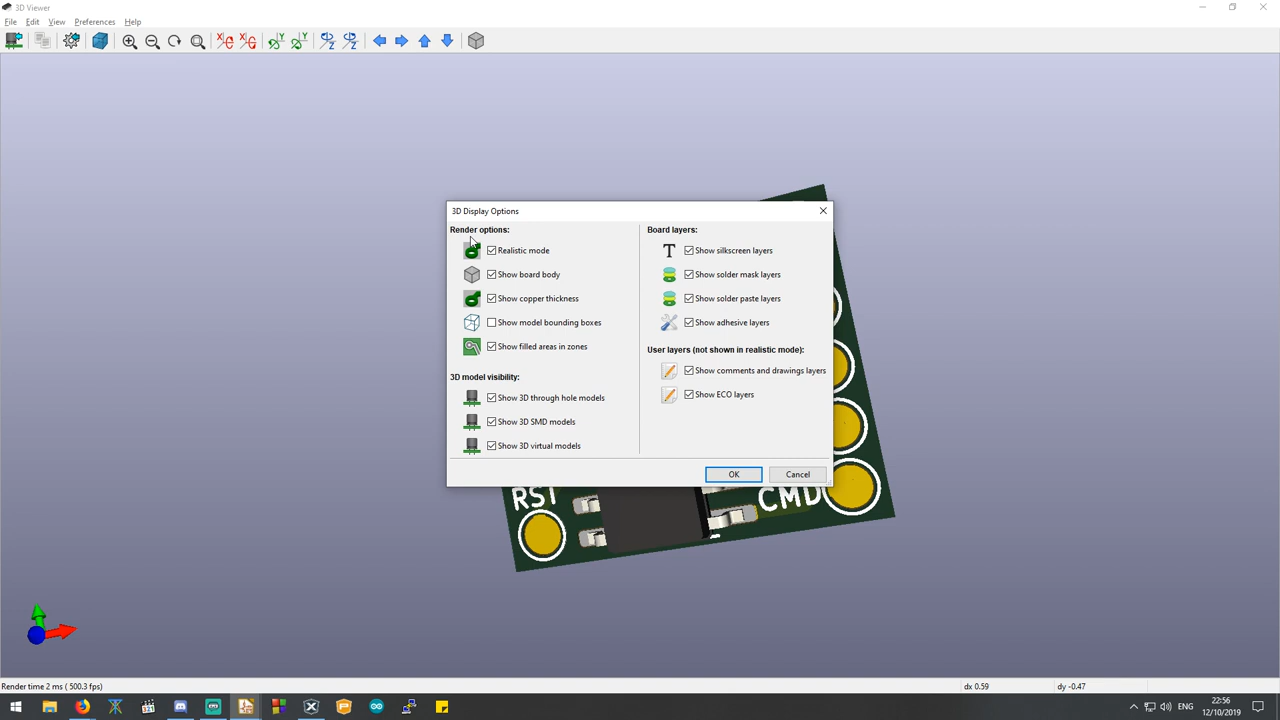 3D Viewer
File Edit View Preferences Help
3D Display Options
Render options:
Realistic mode
Show board body
Show copper thickness
Show model bounding boxes
Show filled areas in zones
3D model visibility:
Show 3D through hole models
Show 3D SMD models
Show 3D virtual models
Board layers:
Show silkscreen layers
Show solder mask layers
Show solder paste layers
Show adhesive layers
User layers (not shown in realistic mode):
Show comments and drawings layers
Show ECO layers
OK Cancel
RST CMD
Render time 2 ms ( 500.3 fps) dx 0.59 dy -0.47
ENG 22:56
12/10/2019